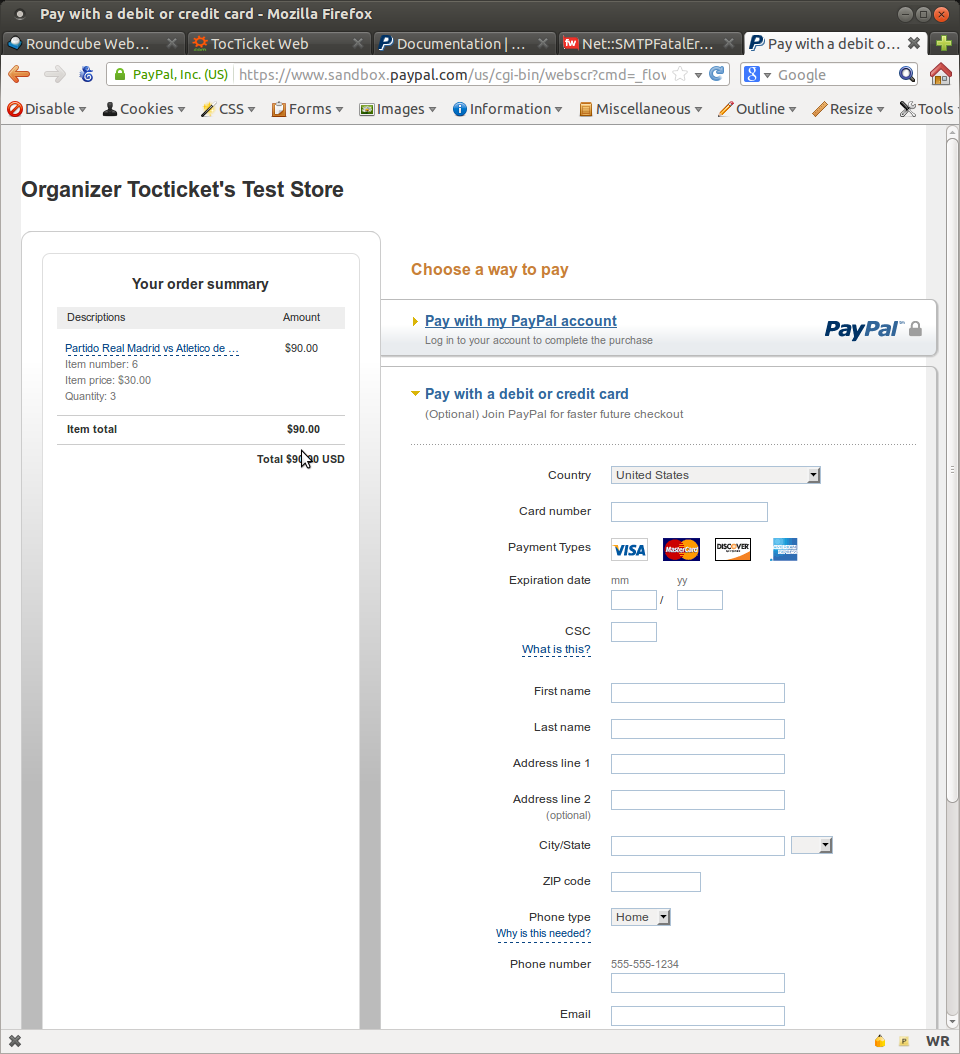 Pay with a debit or credit card - Mozilla Firefox
Roundcube Web... TocTicket Web Documentation | ... Net::SMTPFatalEr... Pay with a debit o...
PayPal, Inc. (US) https://www.sandbox.paypal.com/us/cgi-bin/webscr?cmd=_flov Google
Disable Cookies CSS Forms Images Information Miscellaneous Outline Resize Tools
Organizer Tocticket's Test Store
Your order summary
Descriptions Amount
Partido Real Madrid vs Atletico de ... $90.00
Item number: 6
Item price: $30.00
Quantity: 3
Item total $90.00
Total $90.00 USD
Choose a way to pay
Pay with my PayPal account
Log in to your account to complete the purchase
PayPal
Pay with a debit or credit card
(Optional) Join PayPal for faster future checkout
Country United States
Card number
Payment Types VISA MasterCard DISCOVER
Expiration date mm yy
/
CSC
What is this?
First name
Last name
Address line 1
Address line 2
(optional)
City/State
ZIP code
Phone type Home
Why is this needed?
Phone number 555-555-1234
Email
WR